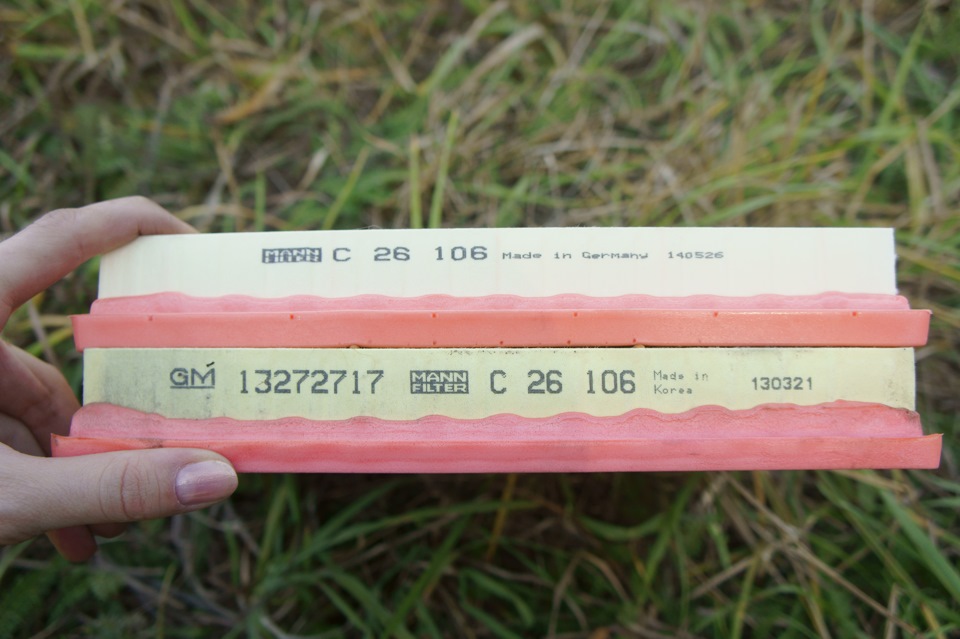 MANN FILTER C 26 106 Made in Germany 140526
GM 13272717 MANN FILTER C 26 106 Made in Korea 130321